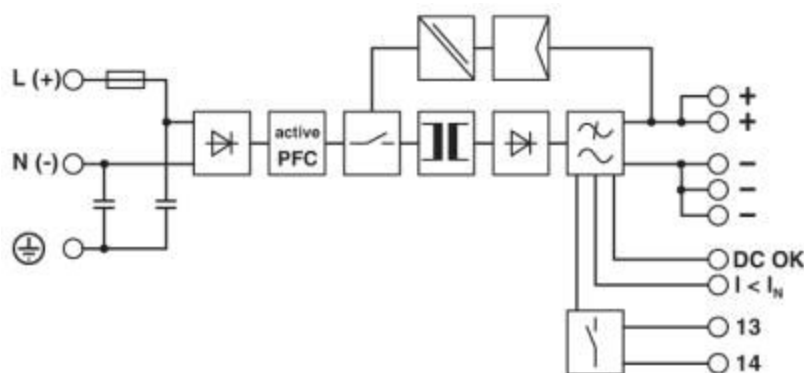 L (+)
+
+
active
PFC
N (-)
–
–
–
DC OK
I < IN
13
14